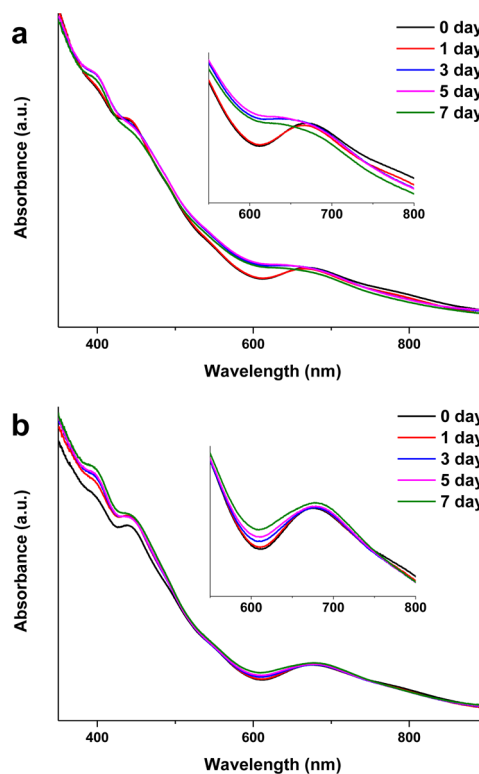 a
0 day
1 day
3 day
5 day
7 day
600
700
800
Absorbance (a.u.)
400
600
800
Wavelength (nm)
b
0 day
1 day
3 day
5 day
7 day
600
700
800
Absorbance (a.u.)
400
600
800
Wavelength (nm)